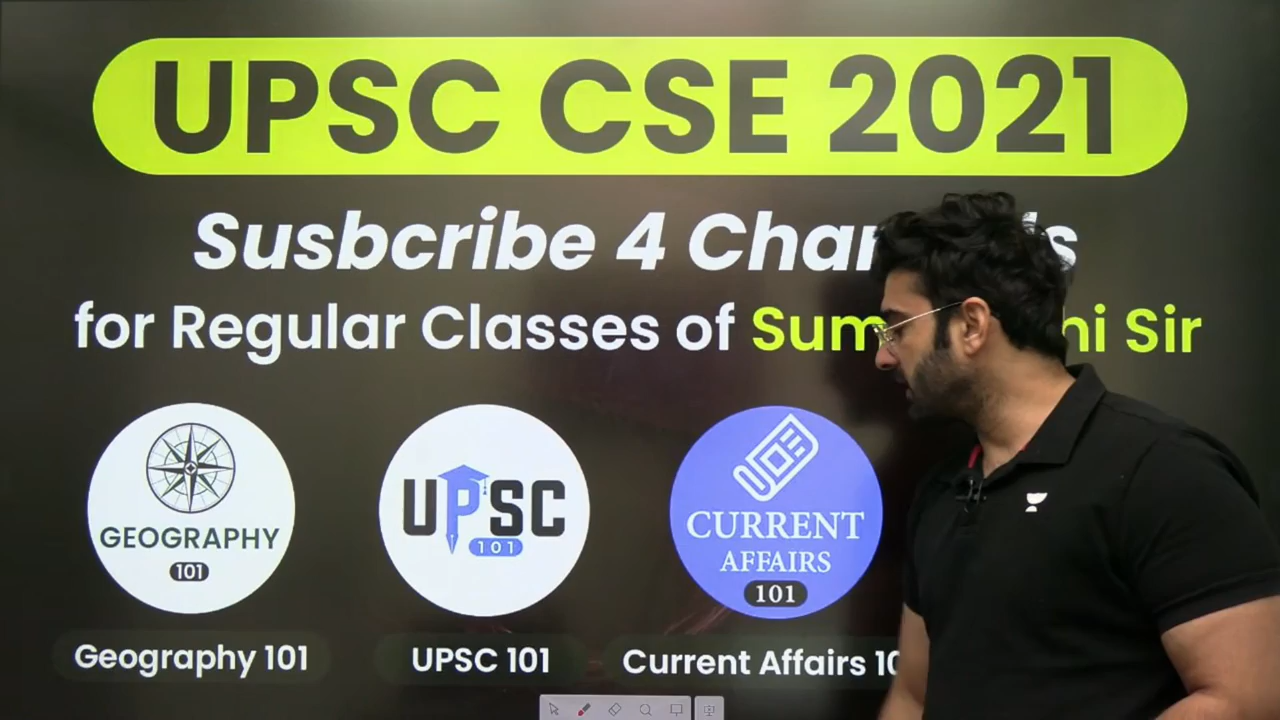 UPSC CSE 2021
Susbcribe 4
for Regular Classes of Sir
GEOGRAPHY
101
UPSC
101
CURRENT
AFFAIRS
101
Geography 101
UPSC 101
Current Affairs